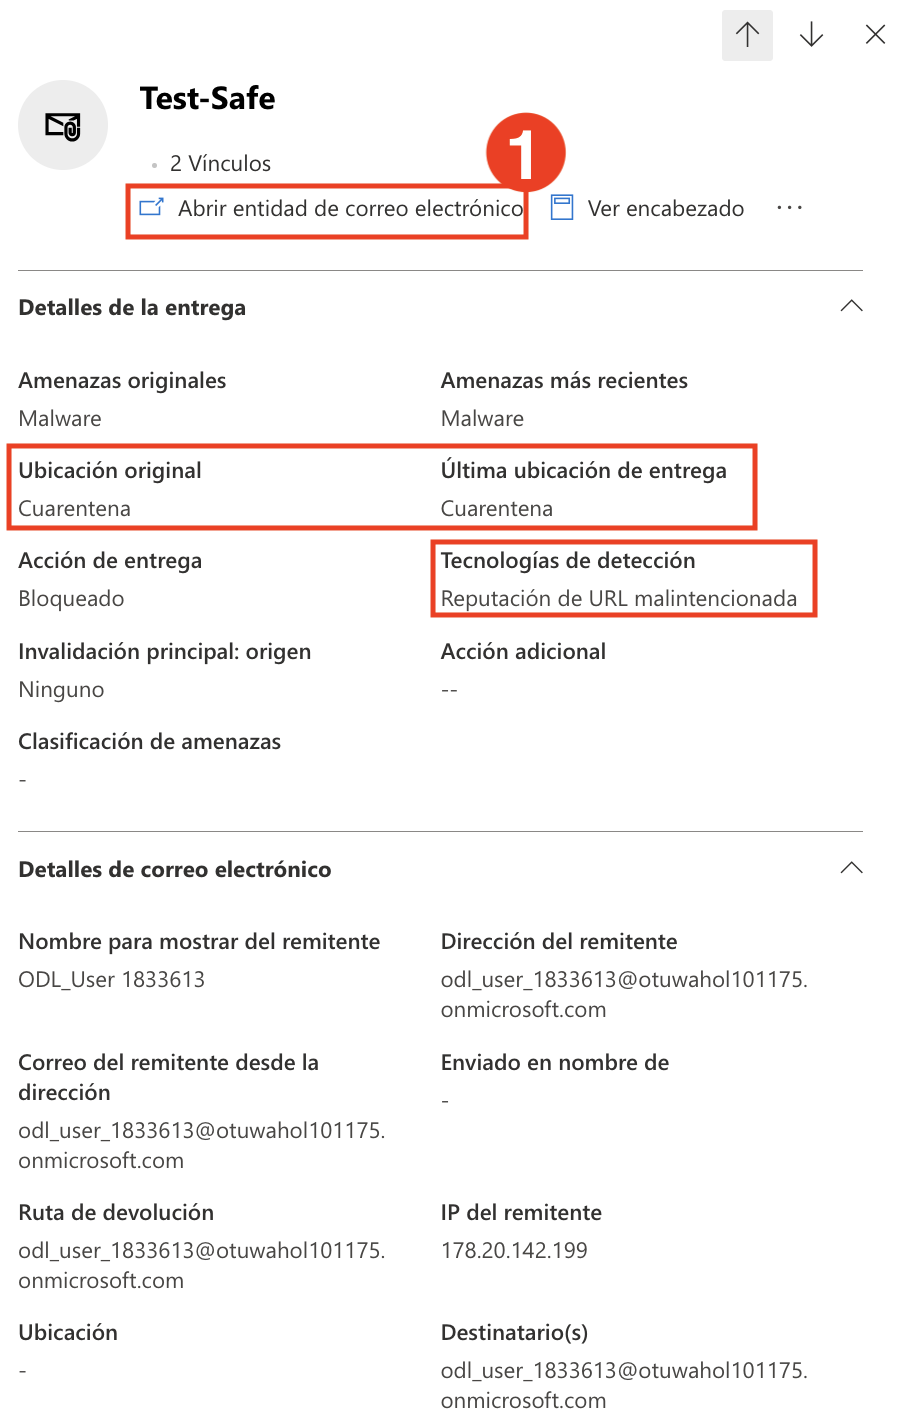 Test-Safe
2 Vínculos
1
Abrir entidad de correo electrónico Ver encabezado ...
Detalles de la entrega
Amenazas originales Amenazas más recientes
Malware Malware
Ubicación original Última ubicación de entrega
Cuarentena Cuarentena
Acción de entrega Tecnologías de detección
Bloqueado Reputación de URL malintencionada
Invalidación principal: origen Acción adicional
Ninguno --
Clasificación de amenazas
-
Detalles de correo electrónico
Nombre para mostrar del remitente Dirección del remitente
ODL_User 1833613 odl_user_1833613@otuwahol101175.
onmicrosoft.com
Correo del remitente desde la Enviado en nombre de
dirección -
odl_user_1833613@otuwahol101175.
onmicrosoft.com
Ruta de devolución IP del remitente
odl_user_1833613@otuwahol101175. 178.20.142.199
onmicrosoft.com
Ubicación Destinatario(s)
- odl_user_1833613@otuwahol101175.
onmicrosoft.com